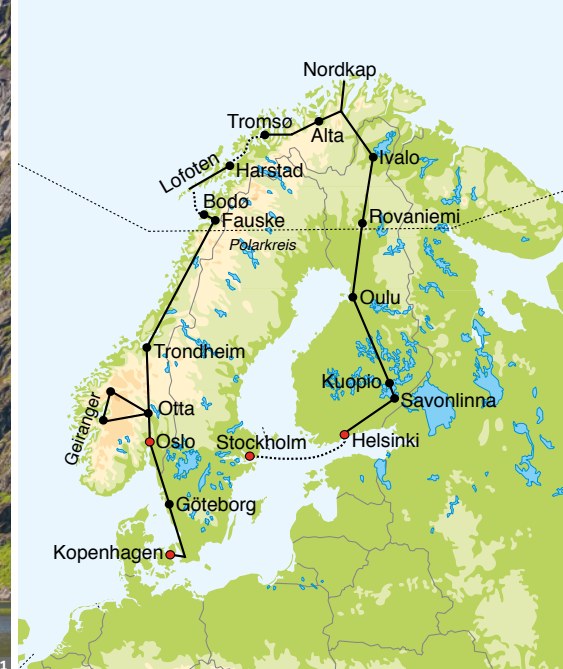 Nordkap
Tromsø
Alta
Ivalo
Lofoten
Harstad
Bodø
Fauske
Rovaniemi
Polarkreis
Oulu
Trondheim
Kuopio
Savonlinna
Geiranger
Otta
Oslo
Stockholm
Helsinki
Göteborg
Kopenhagen
1